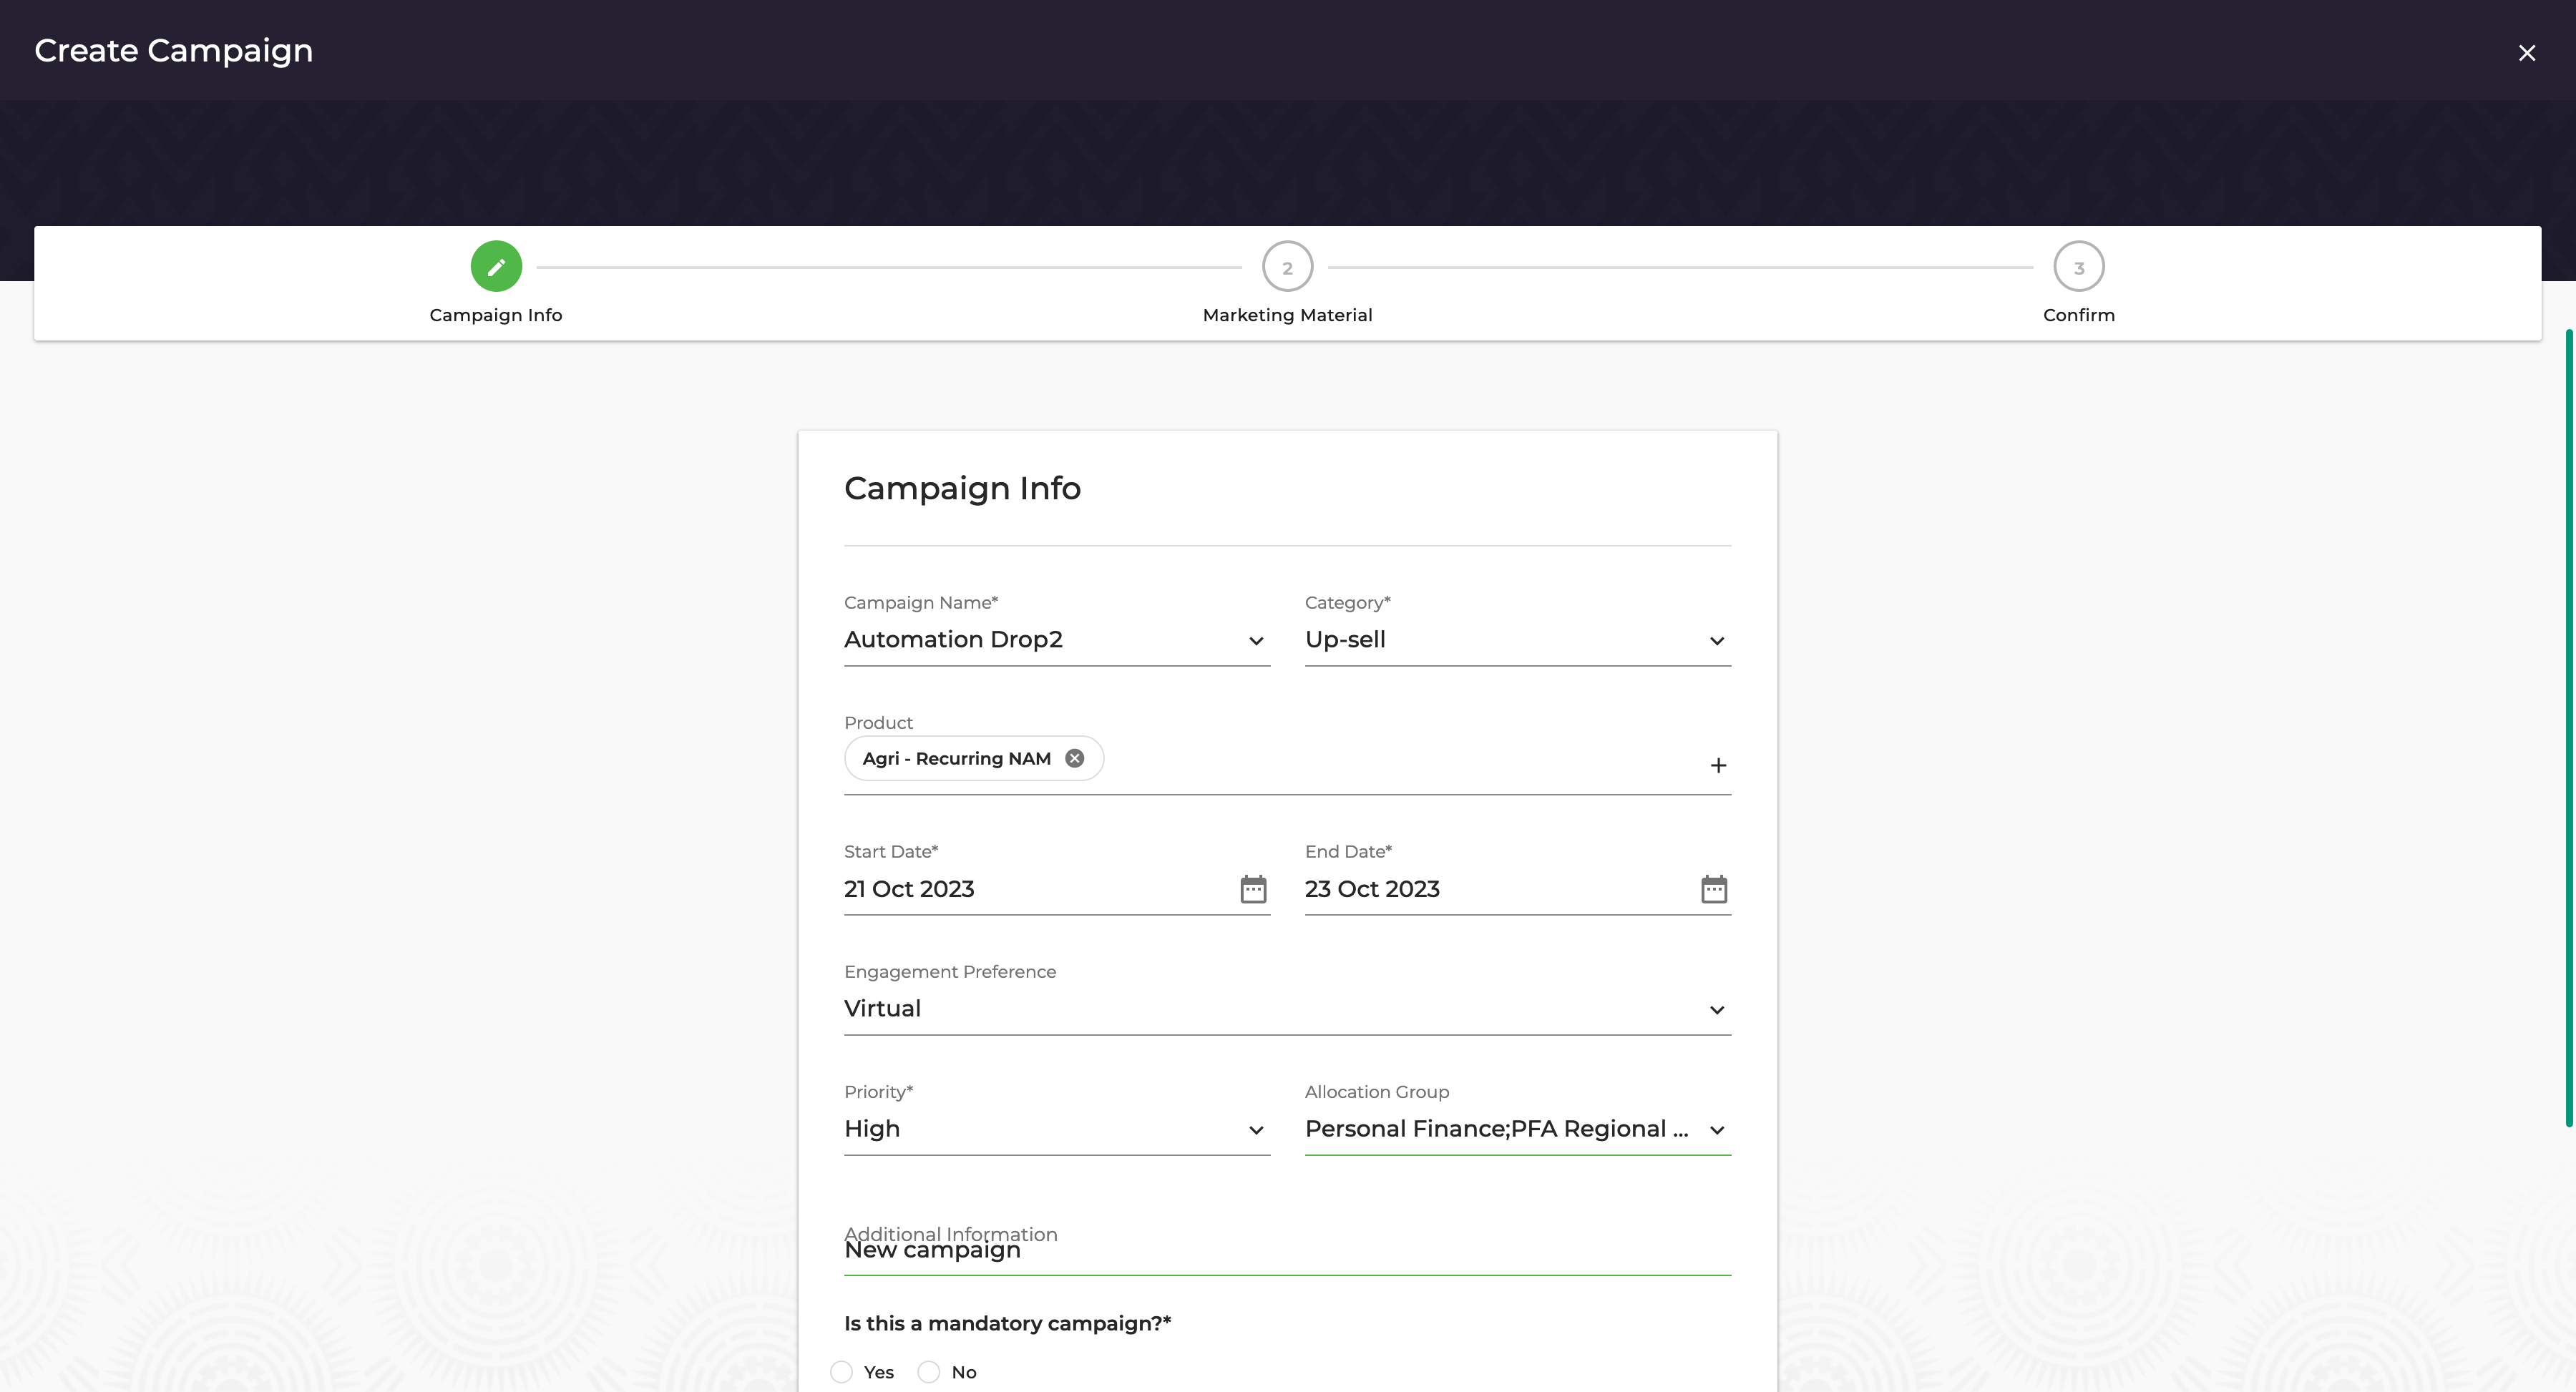 Create Campaign
2
3
Campaign Info
Marketing Material
Confirm
Campaign Info
Campaign Name*
Category*
Automation Drop2
Up-sell
Product
Agri - Recurring NAM
Start Date*
End Date*
21 Oct 2023
23 Oct 2023
Engagement Preference
Virtual
Priority*
Allocation Group
High
Personal Finance;PFA Regional ...
Additional Information
New campaign
Is this a mandatory campaign?*
Yes
No